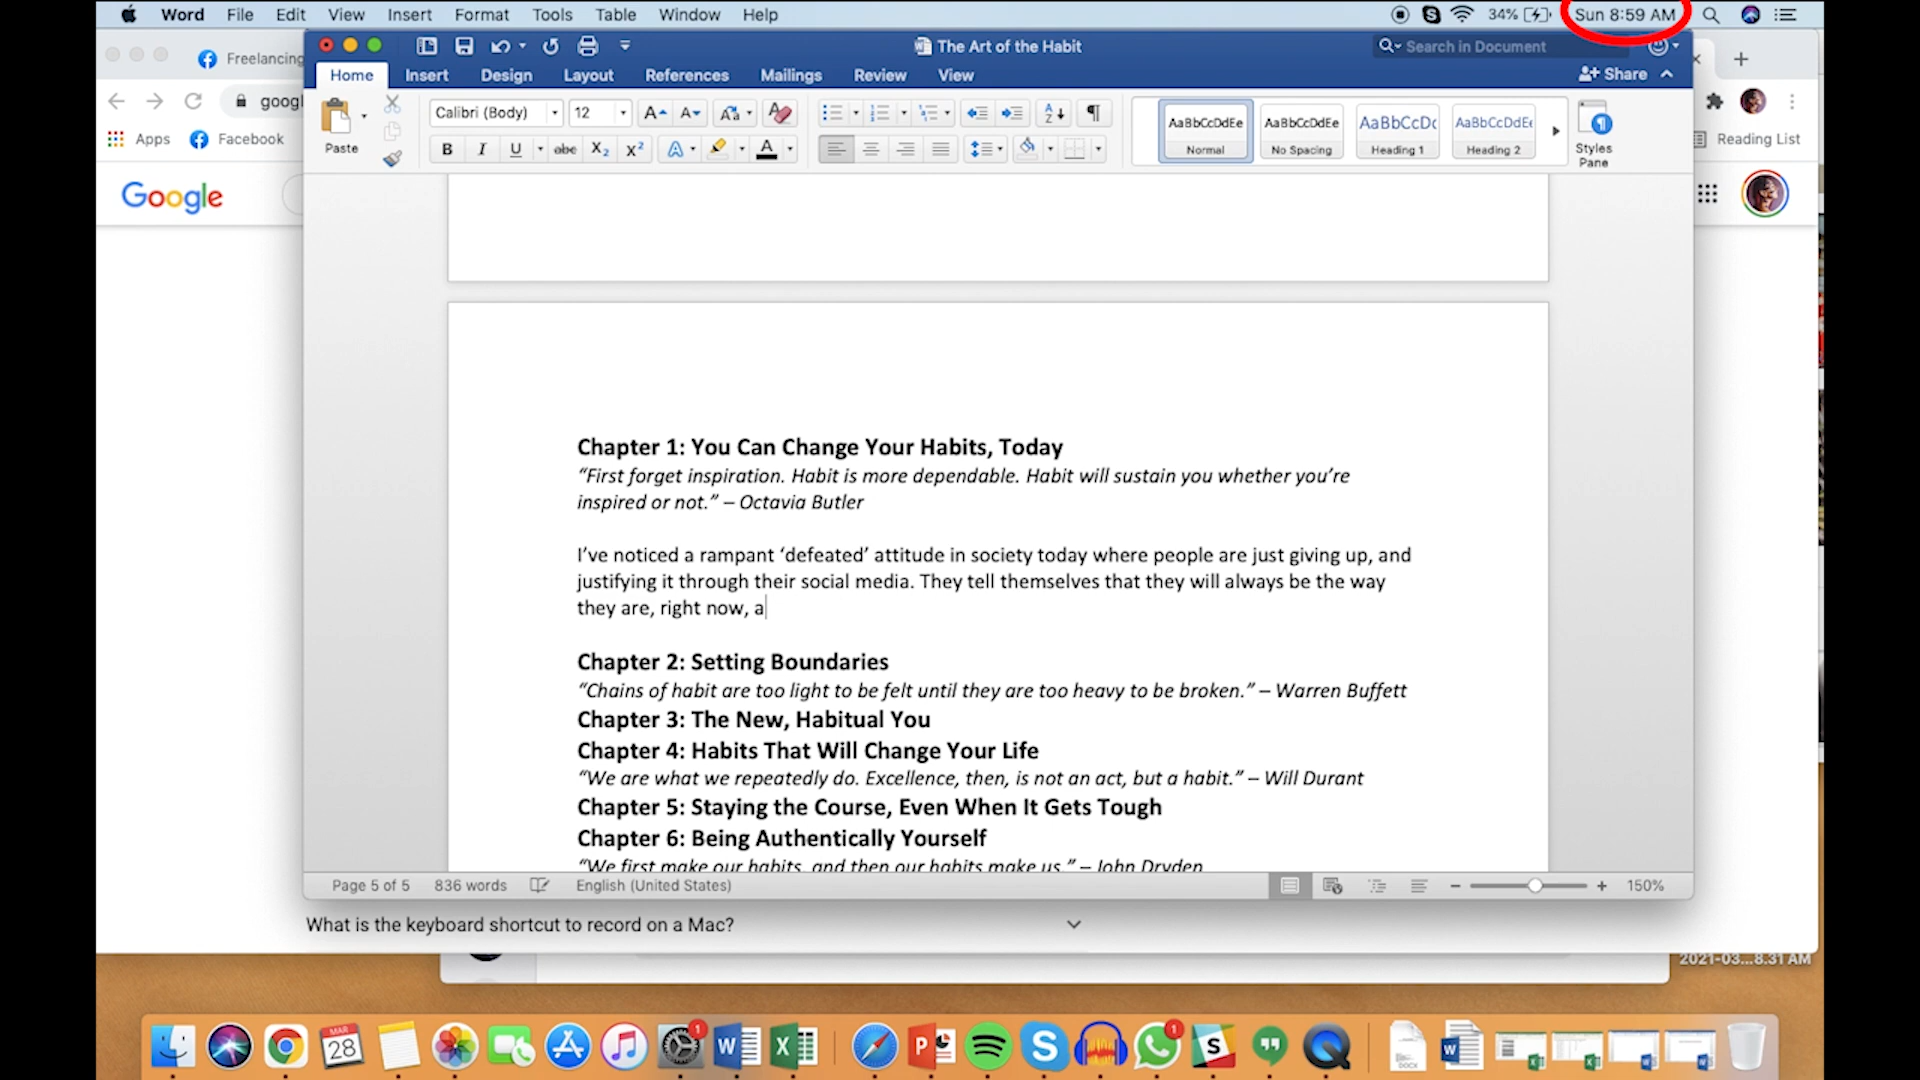 Word File Edit View Insert Format Tools Table Window Help 34% Sun 8:59 AM
Freelancing
The Art of the Habit
Search in Document
Home Insert Design Layout References Mailings Review View
Share
googl
Apps Facebook
Reading List
Google
Paste
Calibri (Body) 12
B I U abc X₂ X²
AaBbCcDdEe
Normal
AaBbCcDdEe
No Spacing
AaBbCcDc
Heading 1
AaBbCcDdEe
Heading 2
Styles
Pane
Chapter 1: You Can Change Your Habits, Today
“First forget inspiration. Habit is more dependable. Habit will sustain you whether you’re
inspired or not.” – Octavia Butler
I’ve noticed a rampant ‘defeated’ attitude in society today where people are just giving up, and
justifying it through their social media. They tell themselves that they will always be the way
they are, right now, a
Chapter 2: Setting Boundaries
“Chains of habit are too light to be felt until they are too heavy to be broken.” – Warren Buffett
Chapter 3: The New, Habitual You
Chapter 4: Habits That Will Change Your Life
“We are what we repeatedly do. Excellence, then, is not an act, but a habit.” – Will Durant
Chapter 5: Staying the Course, Even When It Gets Tough
Chapter 6: Being Authentically Yourself
“We first make our habits, and then our habits make us.” – John Dryden
Page 5 of 5 836 words English (United States) 150%
What is the keyboard shortcut to record on a Mac?
2021-03...8.31 AM
MAR
28
1
1
DOCX